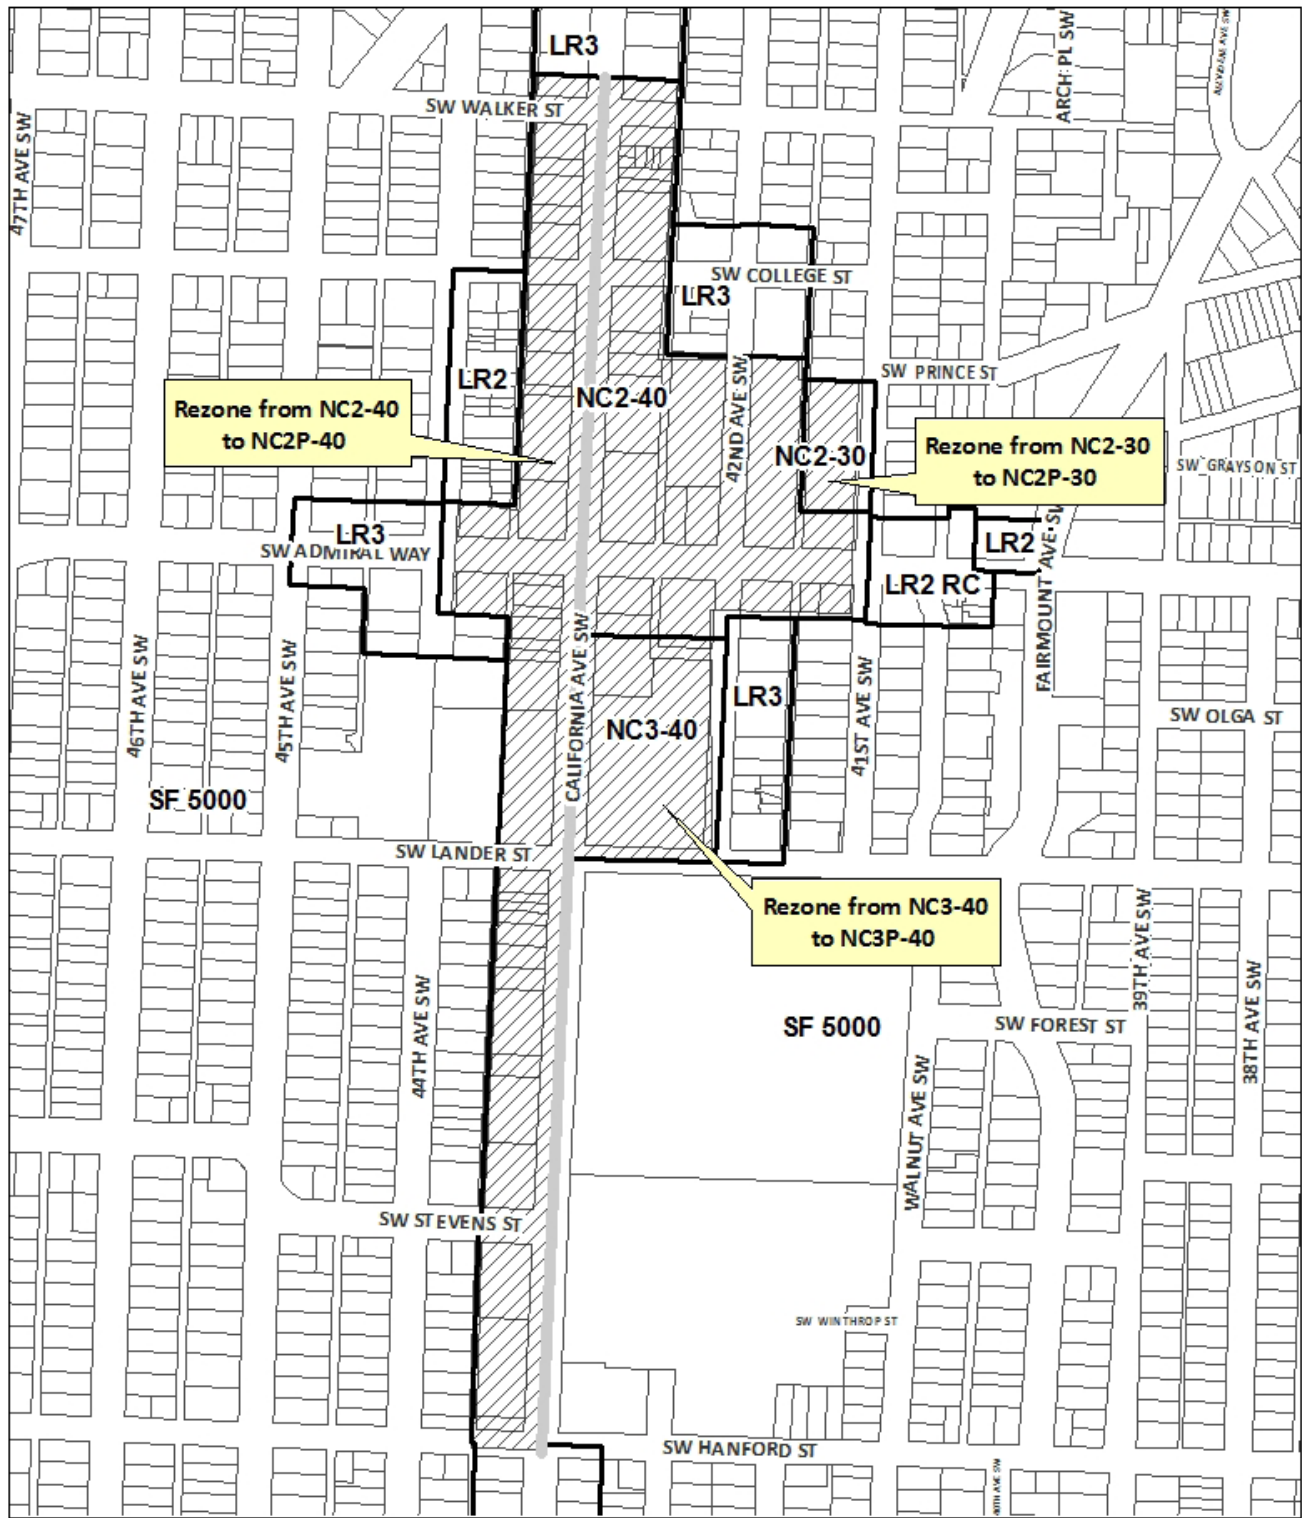 LR3
SW WALKER ST
ARCH PL SW
47TH AVE SW
SW COLLEGE ST
LR3
SW PRINCE ST
LR2
NC2-40
42ND AVE SW
Rezone from NC2-40
to NC2P-40
NC2-30
Rezone from NC2-30
to NC2P-30
SW GRAYSON ST
LR3
SW ADMIRAL WAY
LR2
LR2 RC
FAIRMOUNT AVE SW
46TH AVE SW
45TH AVE SW
CALIFORNIA AVE SW
LR3
41ST AVE SW
SW OLGA ST
NC3-40
SF 5000
SW LANDER ST
Rezone from NC3-40
to NC3P-40
39TH AVE SW
38TH AVE SW
44TH AVE SW
SF 5000
SW FOREST ST
WALNUT AVE SW
SW STEVENS ST
SW WINTHROP ST
SW HANFORD ST